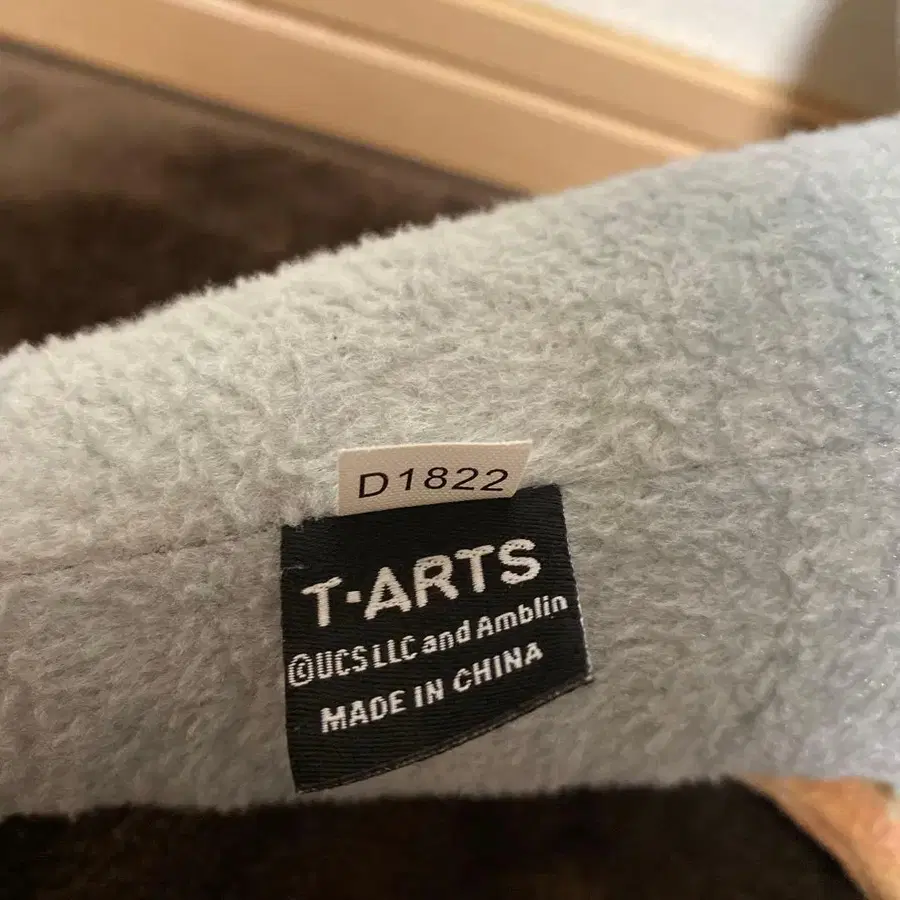 D1822
T·ARTS
©UCS LLC and Amblin
MADE IN CHINA